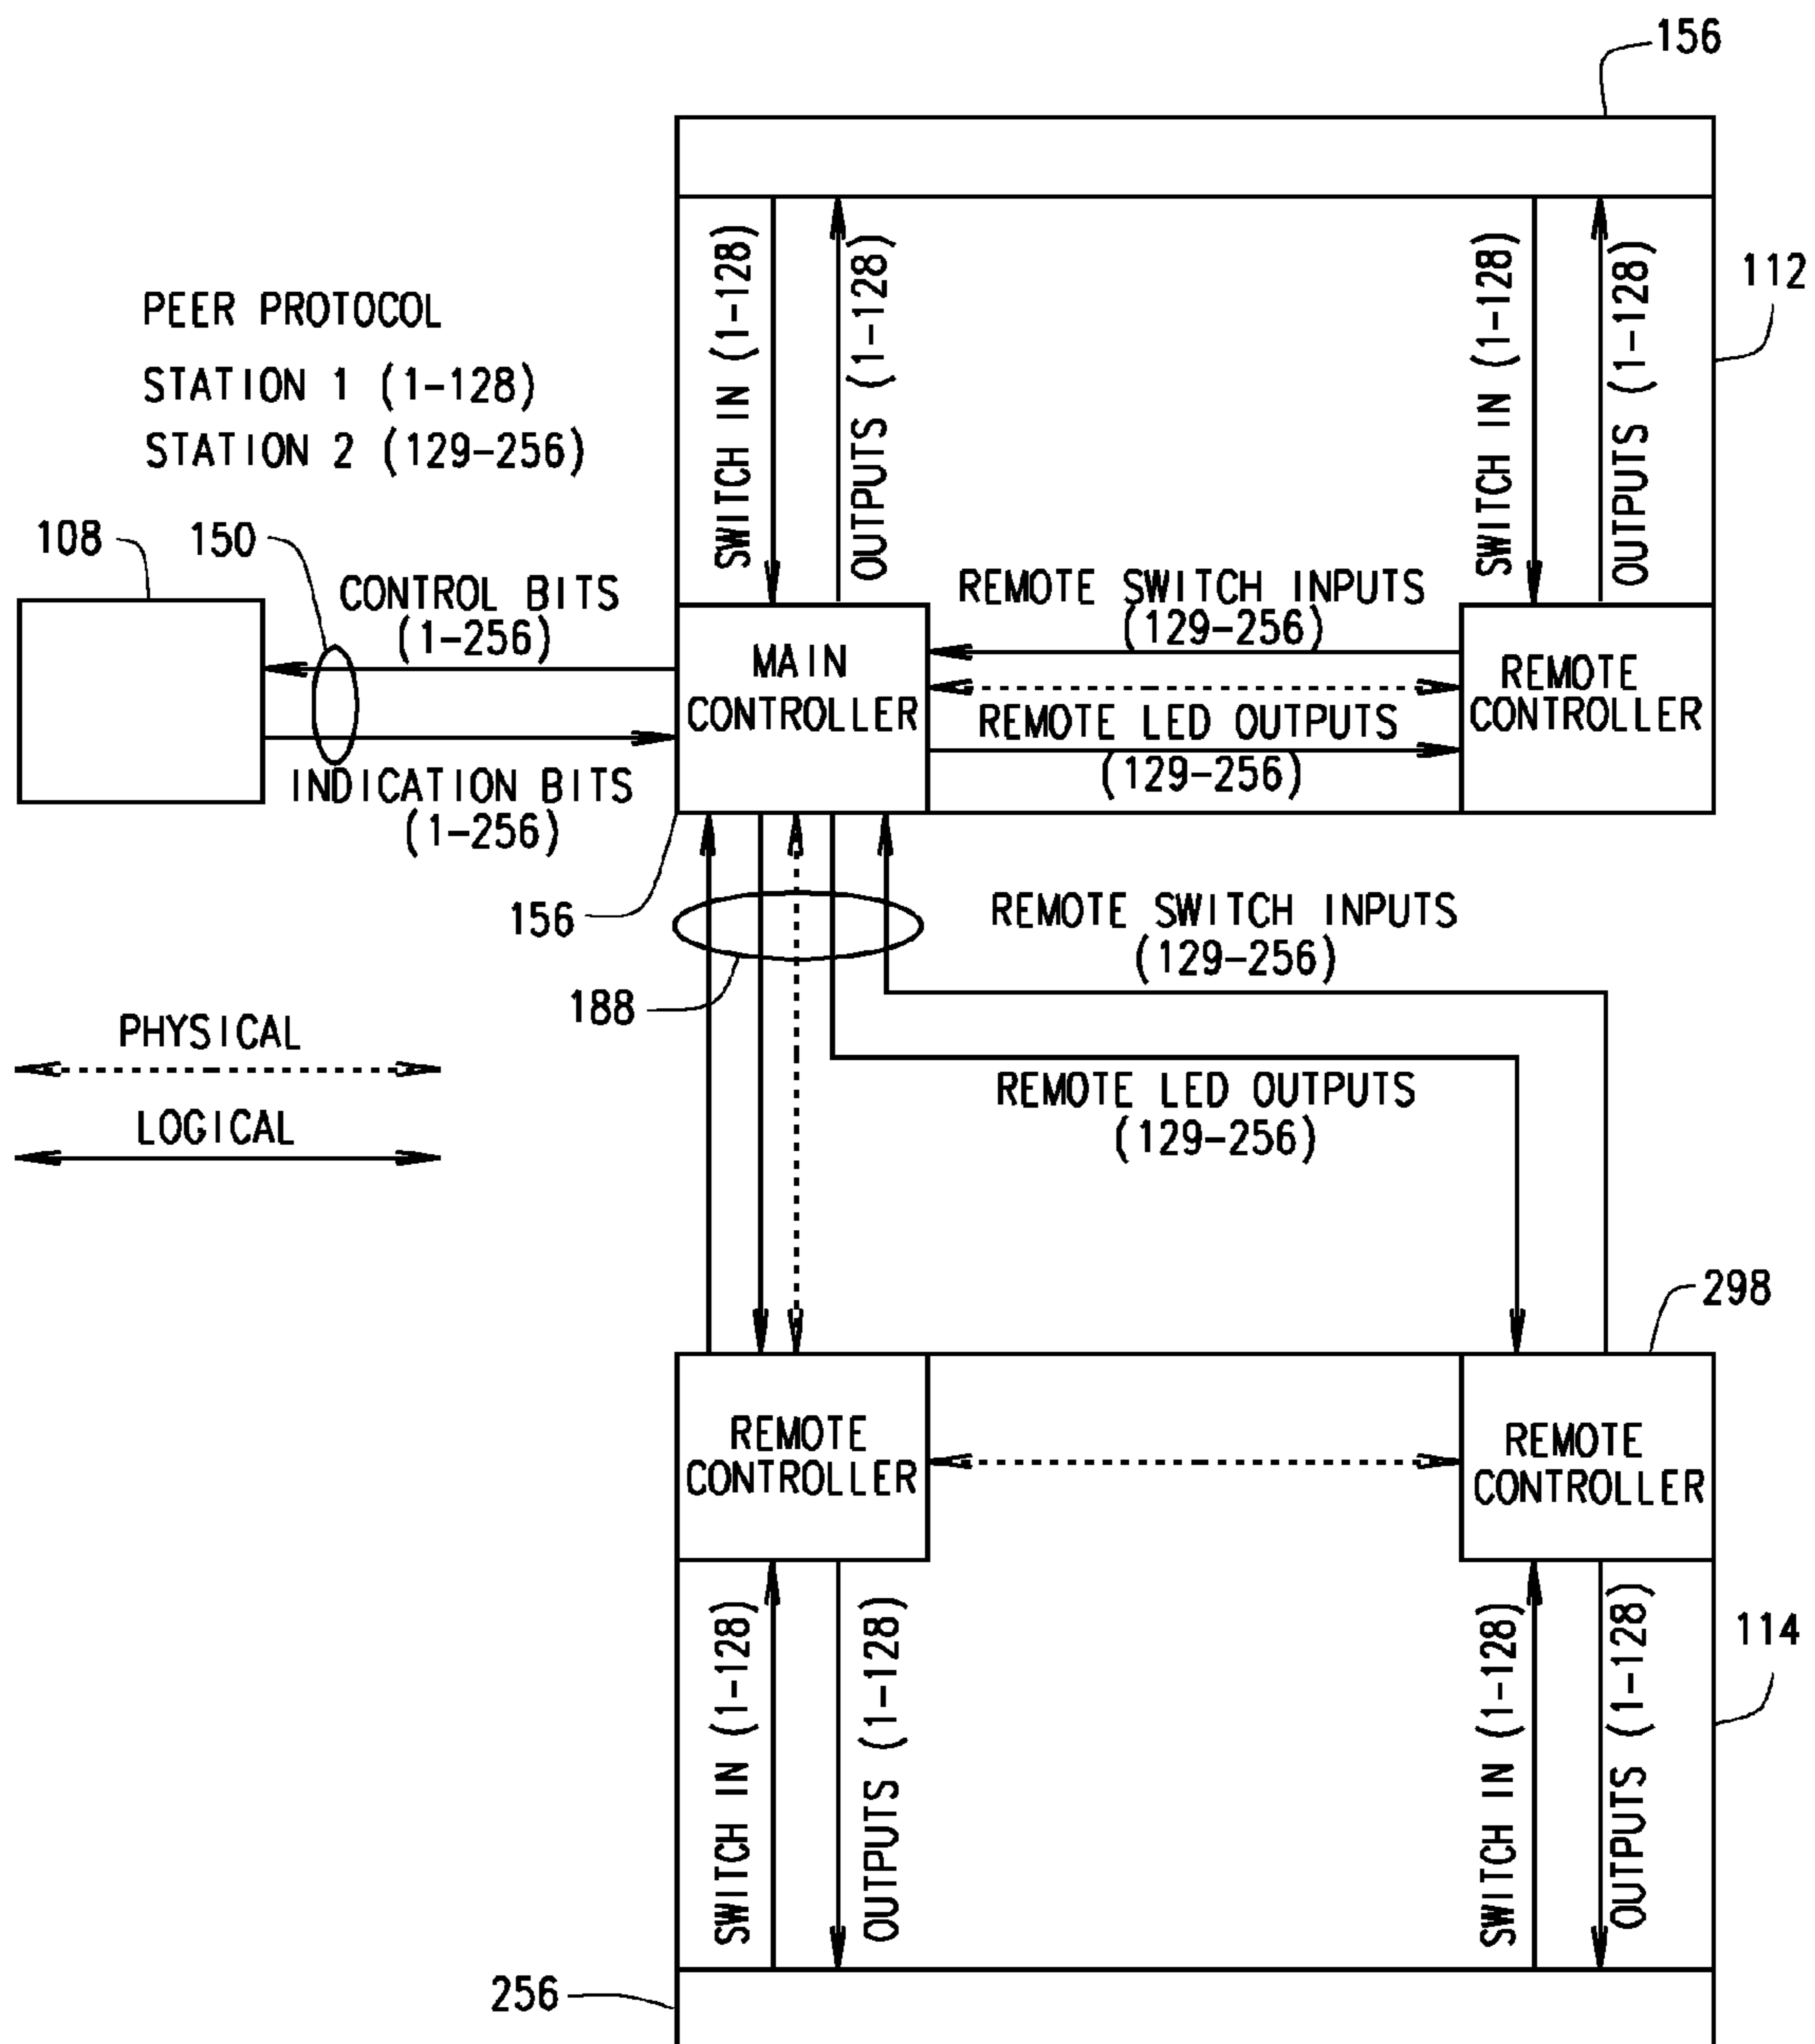 156
112
SWITCH IN (1-128)
OUTPUTS (1-128)
SWITCH IN (1-128)
OUTPUTS (1-128)
PEER PROTOCOL
STATION 1 (1-128)
STATION 2 (129-256)
108
150
CONTROL BITS
(1-256)
INDICATION BITS
(1-256)
MAIN
CONTROLLER
REMOTE SWITCH INPUTS
(129-256)
REMOTE LED OUTPUTS
(129-256)
REMOTE
CONTROLLER
156
188
REMOTE SWITCH INPUTS
(129-256)
REMOTE LED OUTPUTS
(129-256)
PHYSICAL
LOGICAL
298
REMOTE
CONTROLLER
REMOTE
CONTROLLER
SWITCH IN (1-128)
OUTPUTS (1-128)
SWITCH IN (1-128)
OUTPUTS (1-128)
114
256